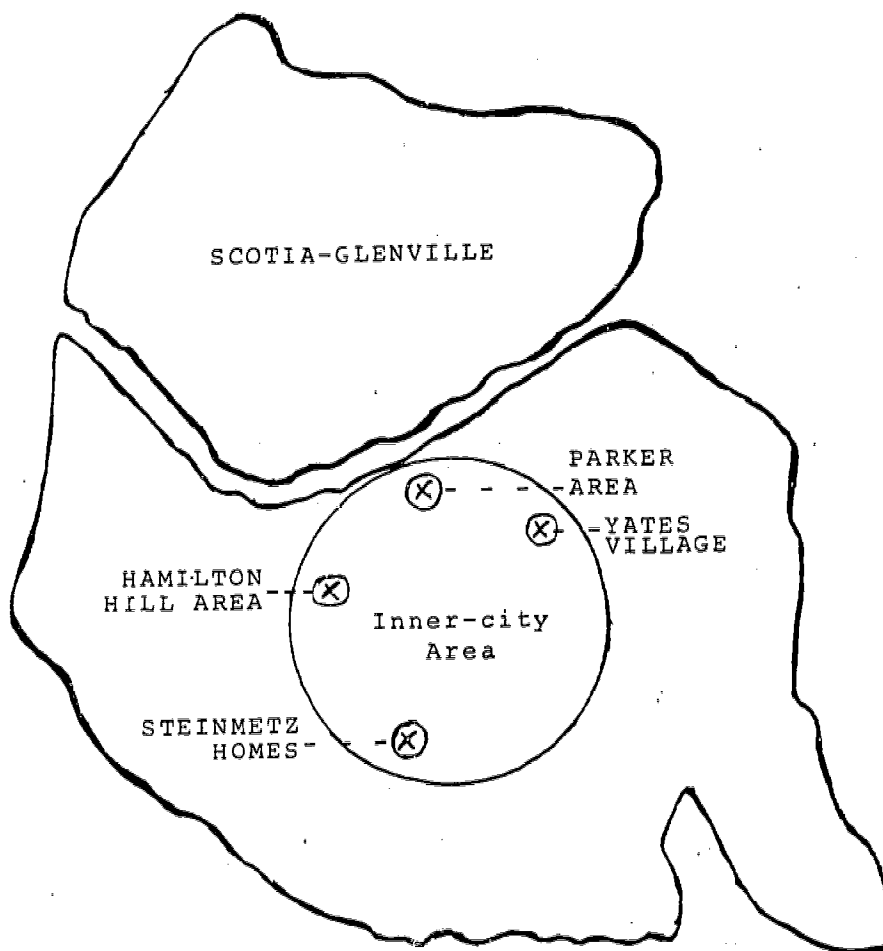 SCOTIA-GLENVILLE
PARKER
AREA
YATES
VILLAGE
HAMILTON
HILL AREA
Inner-city
Area
STEINMETZ
HOMES